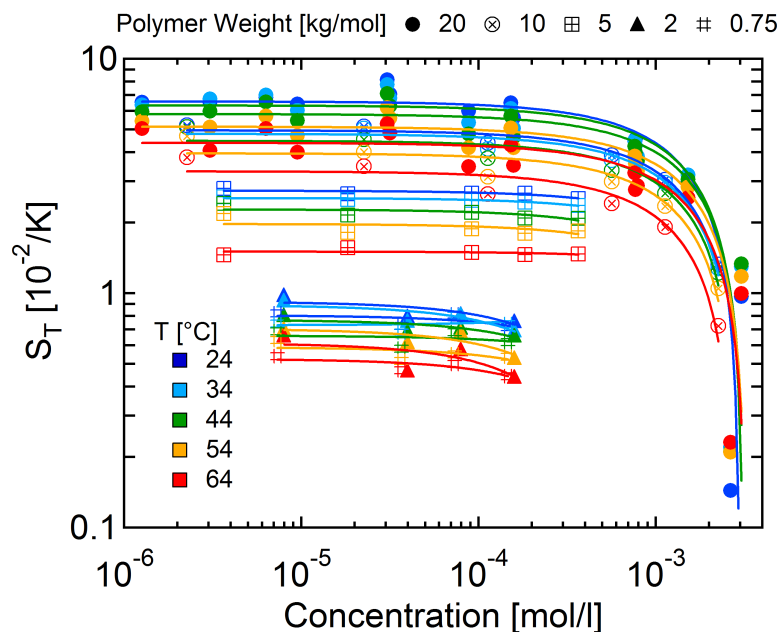 Polymer Weight [kg/mol] 20 10 5 2 0.75
10
1
0.1
S_T [10^-2/K]
T [°C]
24
34
44
54
64
10^-6 10^-5 10^-4 10^-3
Concentration [mol/l]